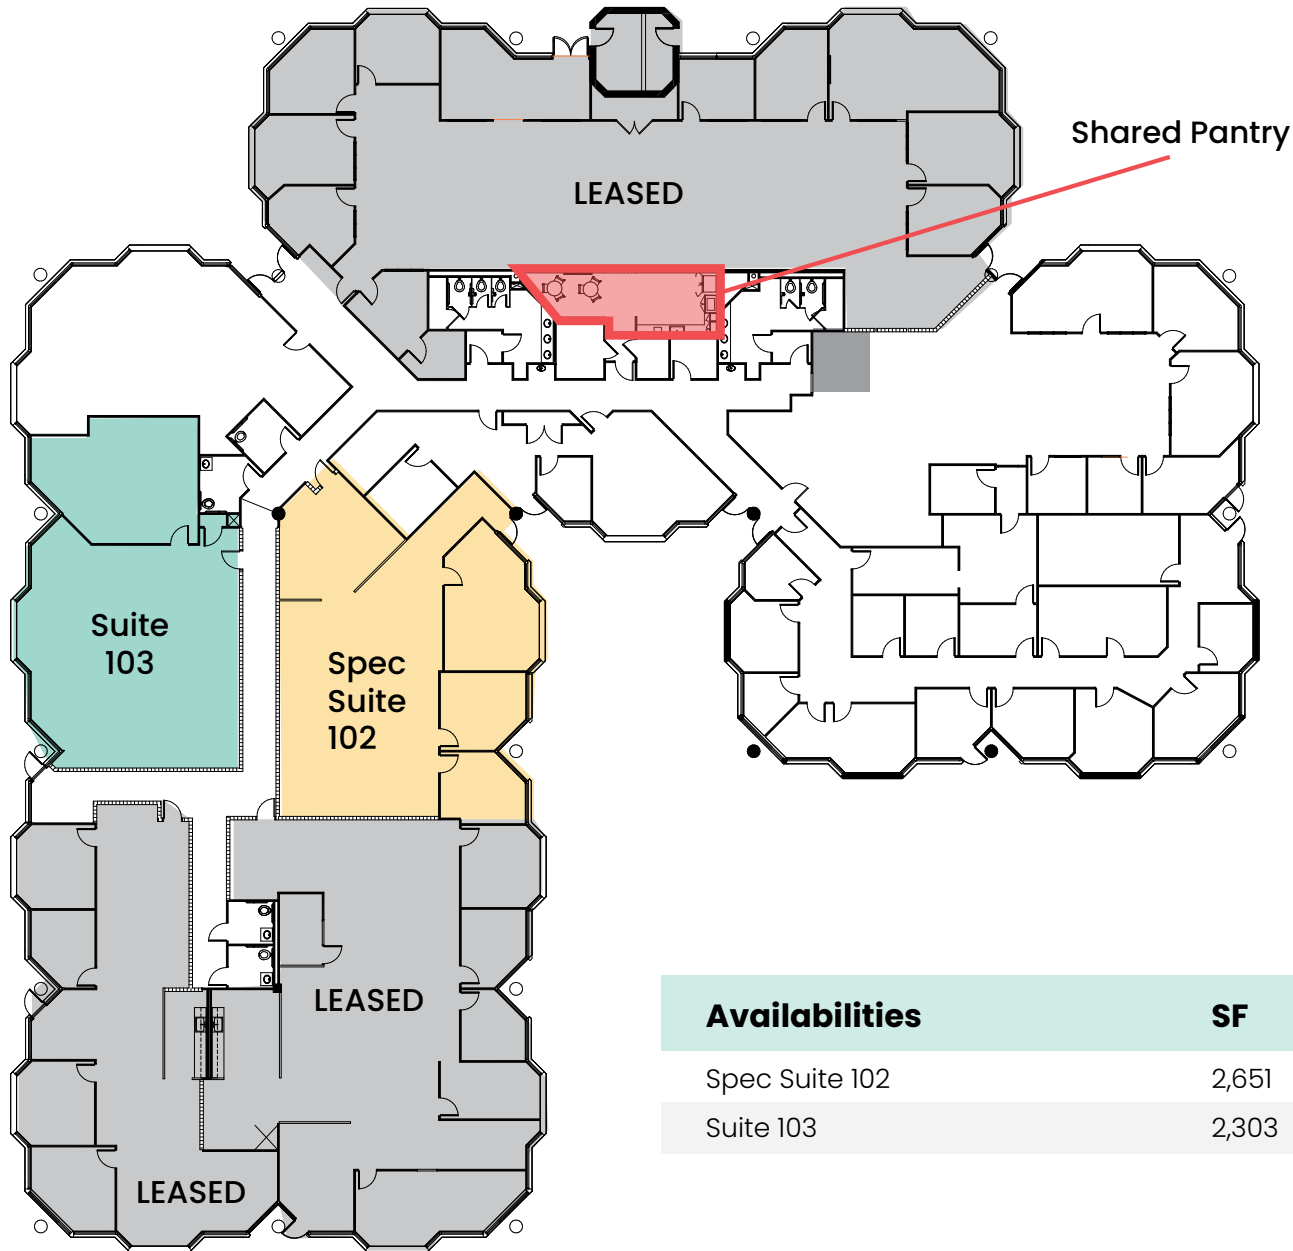 Shared Pantry
LEASED
Suite
103
Spec
Suite
102
LEASED
LEASED
Availabilities SF
Spec Suite 102 2,651
Suite 103 2,303